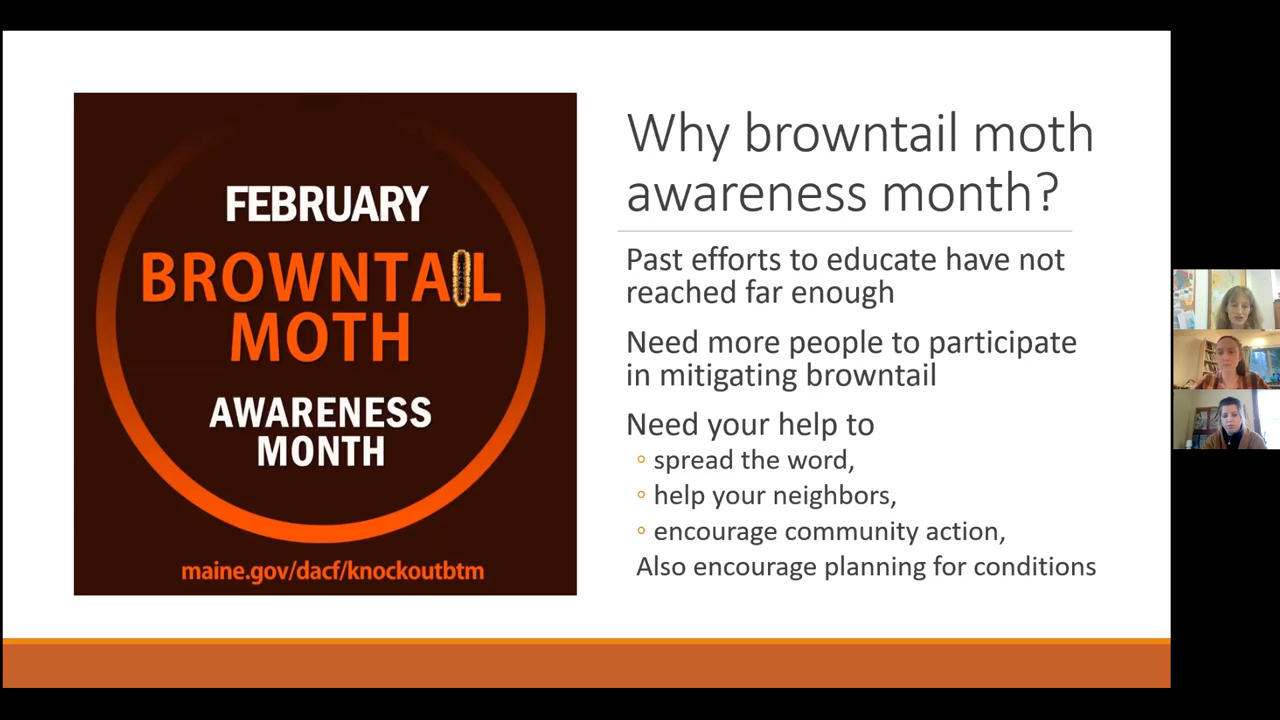 FEBRUARY
BROWNTAIL
MOTH
AWARENESS
MONTH
maine.gov/dacf/knockoutbtm
Why browntail moth
awareness month?
Past efforts to educate have not
reached far enough
Need more people to participate
in mitigating browntail
Need your help to
◦ spread the word,
◦ help your neighbors,
◦ encourage community action,
Also encourage planning for conditions